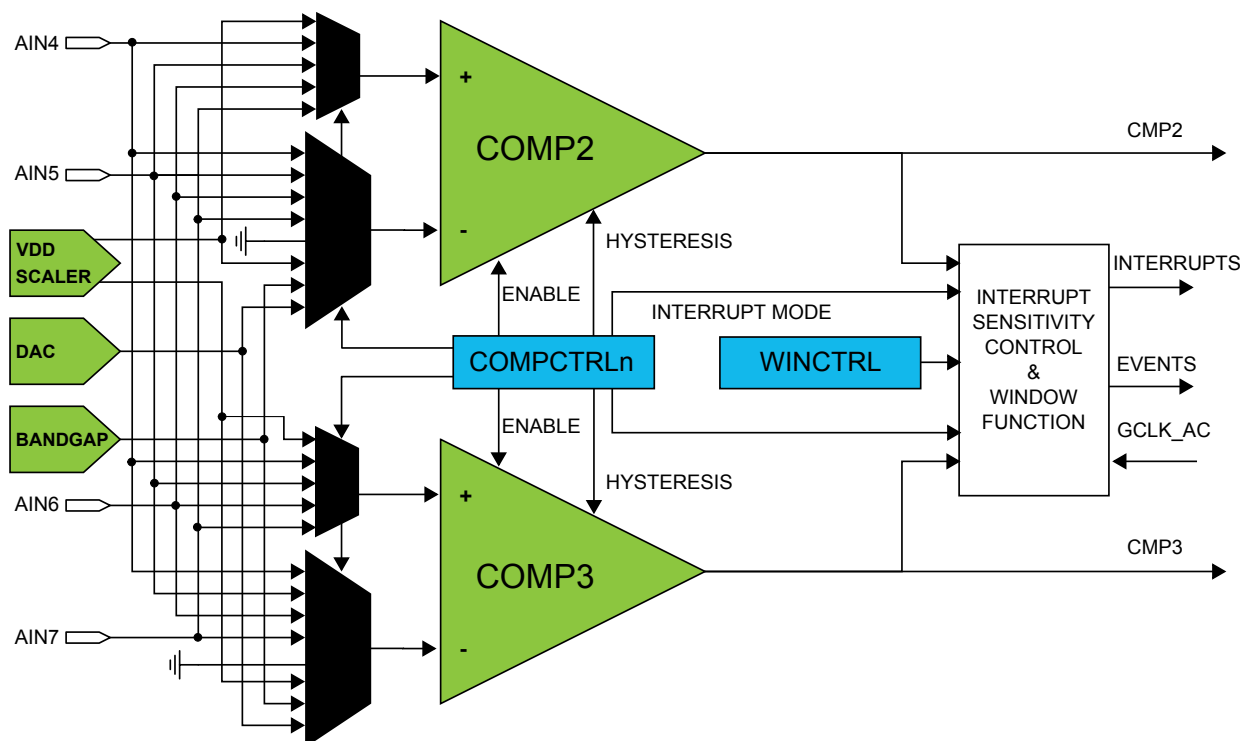 AIN4
+
COMP2
CMP2
AIN5
-
HYSTERESIS
VDD
SCALER
ENABLE
INTERRUPT MODE
INTERRUPT
SENSITIVITY
CONTROL
&
WINDOW
FUNCTION
INTERRUPTS
DAC
COMPCTRLn
WINCTRL
EVENTS
BANDGAP
ENABLE
GCLK_AC
AIN6
+
HYSTERESIS
COMP3
CMP3
AIN7
-